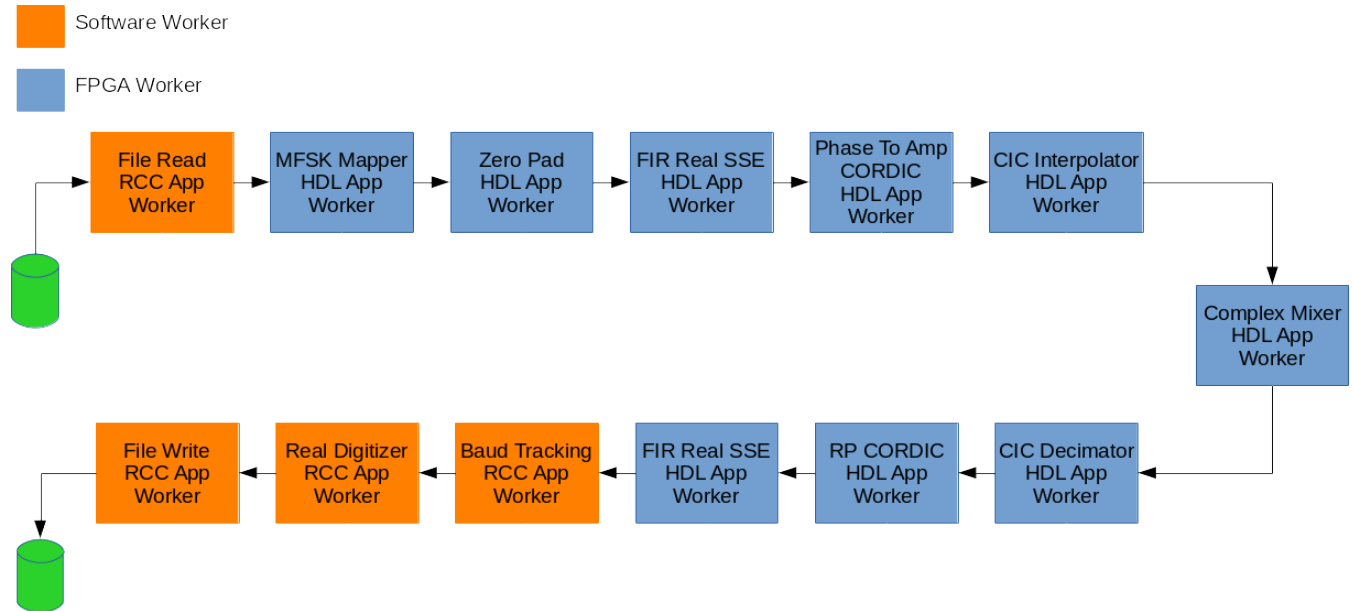 Software Worker
FPGA Worker
File Read
RCC App
Worker
MFSK Mapper
HDL App
Worker
Zero Pad
HDL App
Worker
FIR Real SSE
HDL App
Worker
Phase To Amp
CORDIC
HDL App
Worker
CIC Interpolator
HDL App
Worker
Complex Mixer
HDL App
Worker
File Write
RCC App
Worker
Real Digitizer
RCC App
Worker
Baud Tracking
RCC App
Worker
FIR Real SSE
HDL App
Worker
RP CORDIC
HDL App
Worker
CIC Decimator
HDL App
Worker